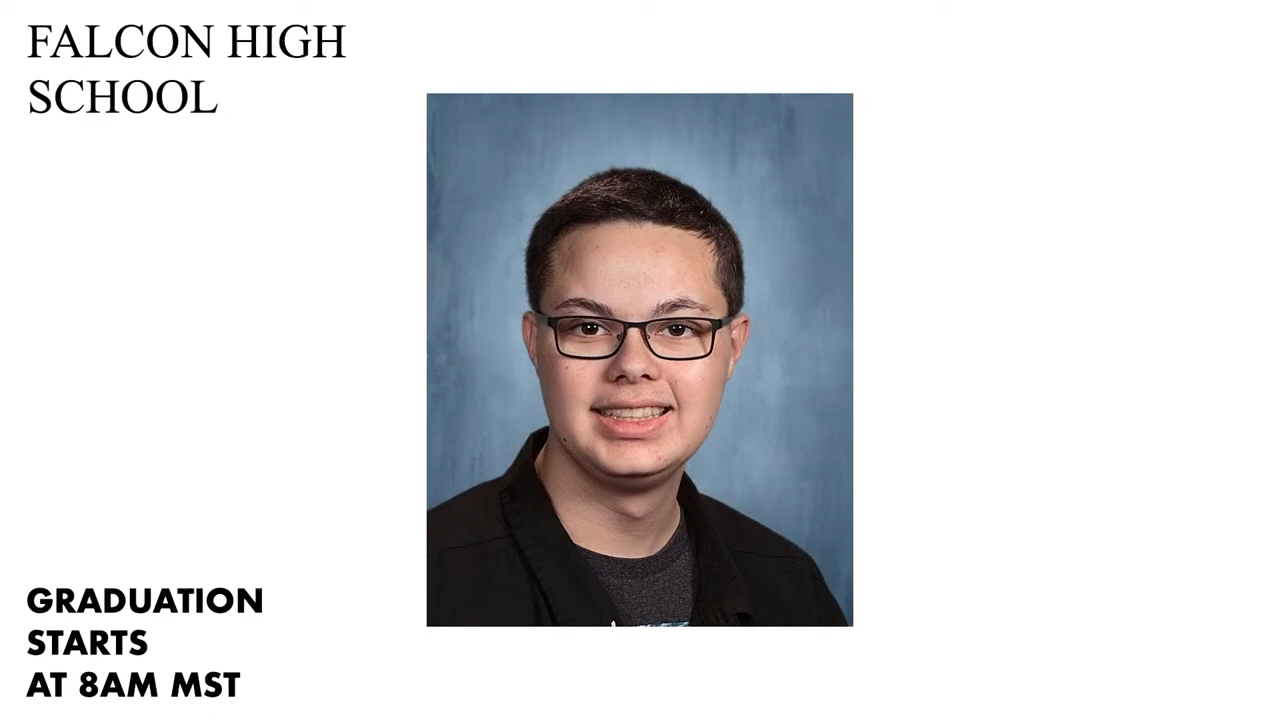 FALCON HIGH
SCHOOL
GRADUATION
STARTS
AT 8AM MST